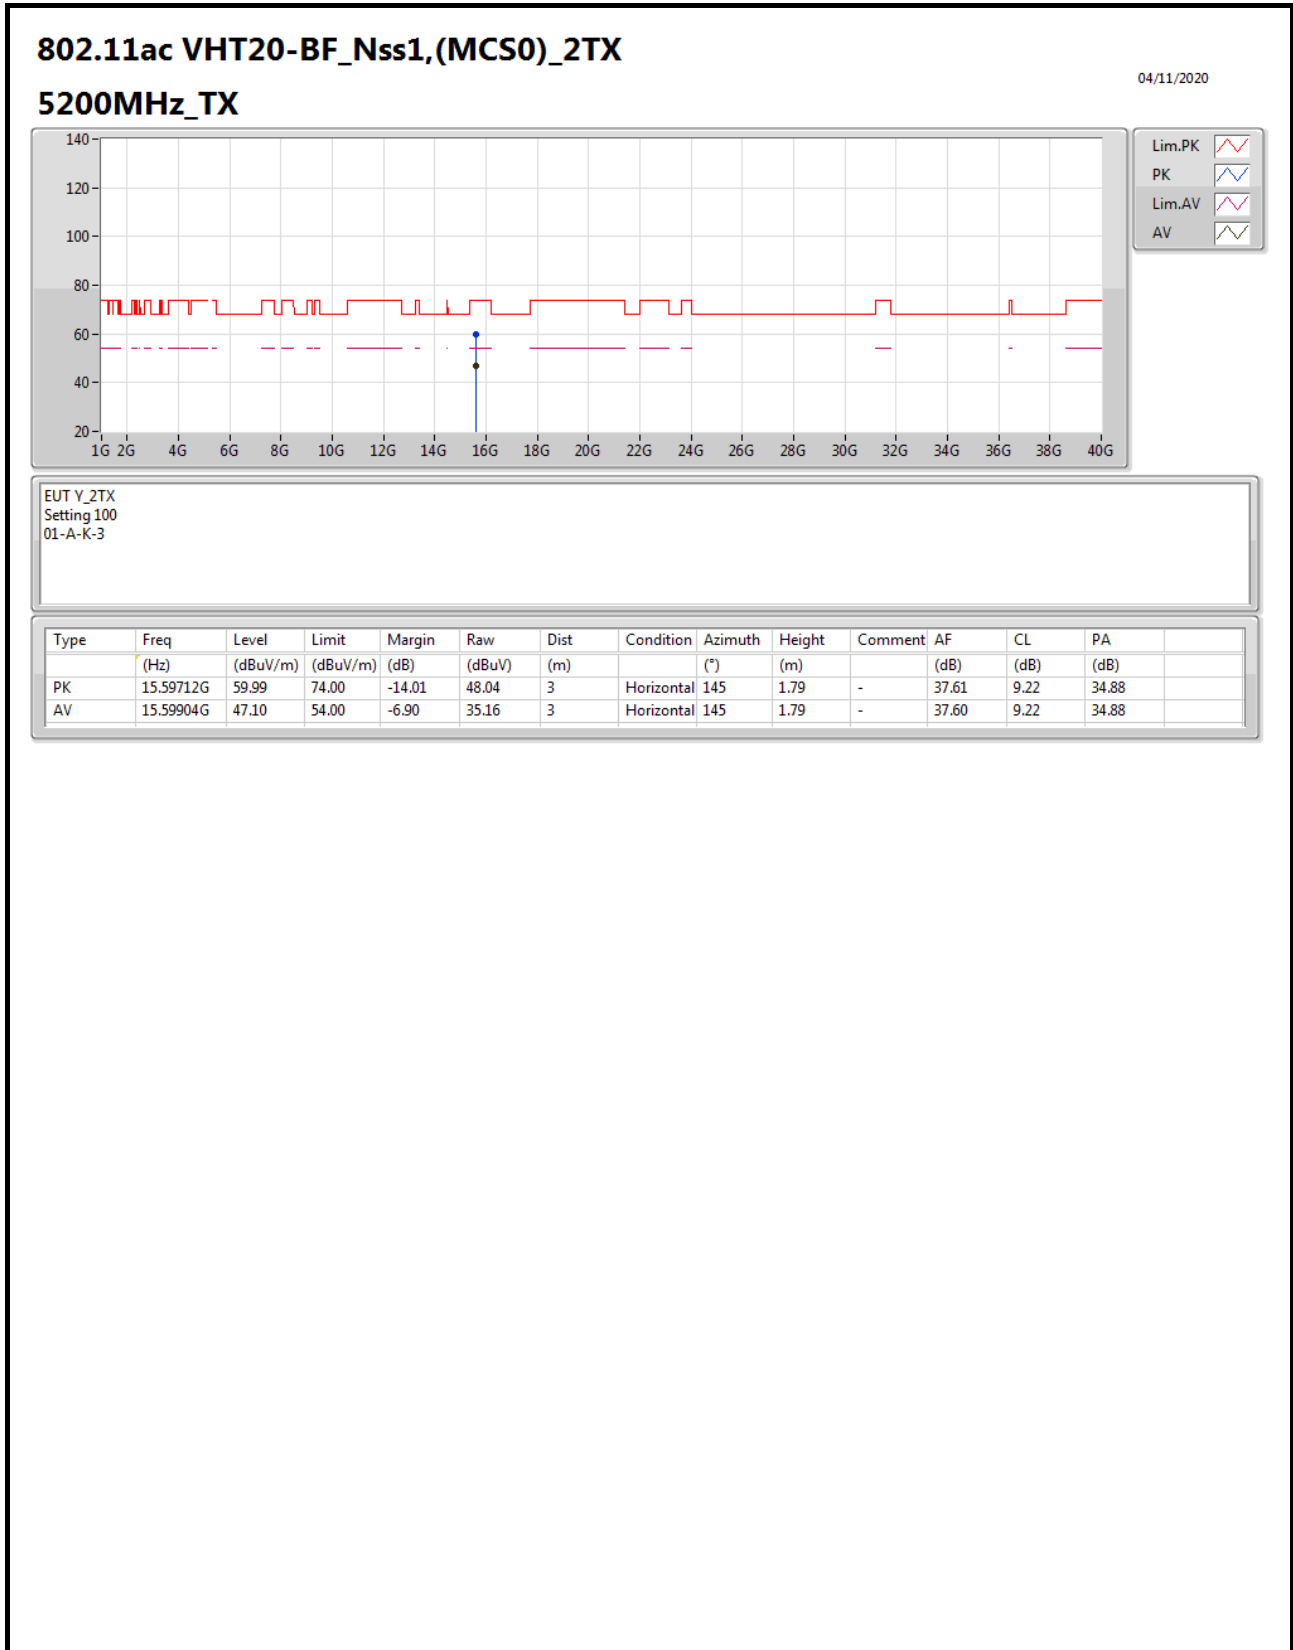 802.11ac VHT20-BF_Nss1,(MCS0)_2TX
04/11/2020
5200MHz_TX
140
120
100
80
60
40
20
1G 2G 4G 6G 8G 10G 12G 14G 16G 18G 20G 22G 24G 26G 28G 30G 32G 34G 36G 38G 40G
Lim.PK
PK
Lim.AV
AV
EUT Y_2TX
Setting 100
01-A-K-3
Type Freq Level Limit Margin Raw Dist Condition Azimuth Height Comment AF CL PA
(Hz) (dBuV/m) (dBuV/m) (dB) (dBuV) (m) (°) (m) (dB) (dB) (dB)
PK 15.59712G 59.99 74.00 -14.01 48.04 3 Horizontal 145 1.79 - 37.61 9.22 34.88
AV 15.59904G 47.10 54.00 -6.90 35.16 3 Horizontal 145 1.79 - 37.60 9.22 34.88